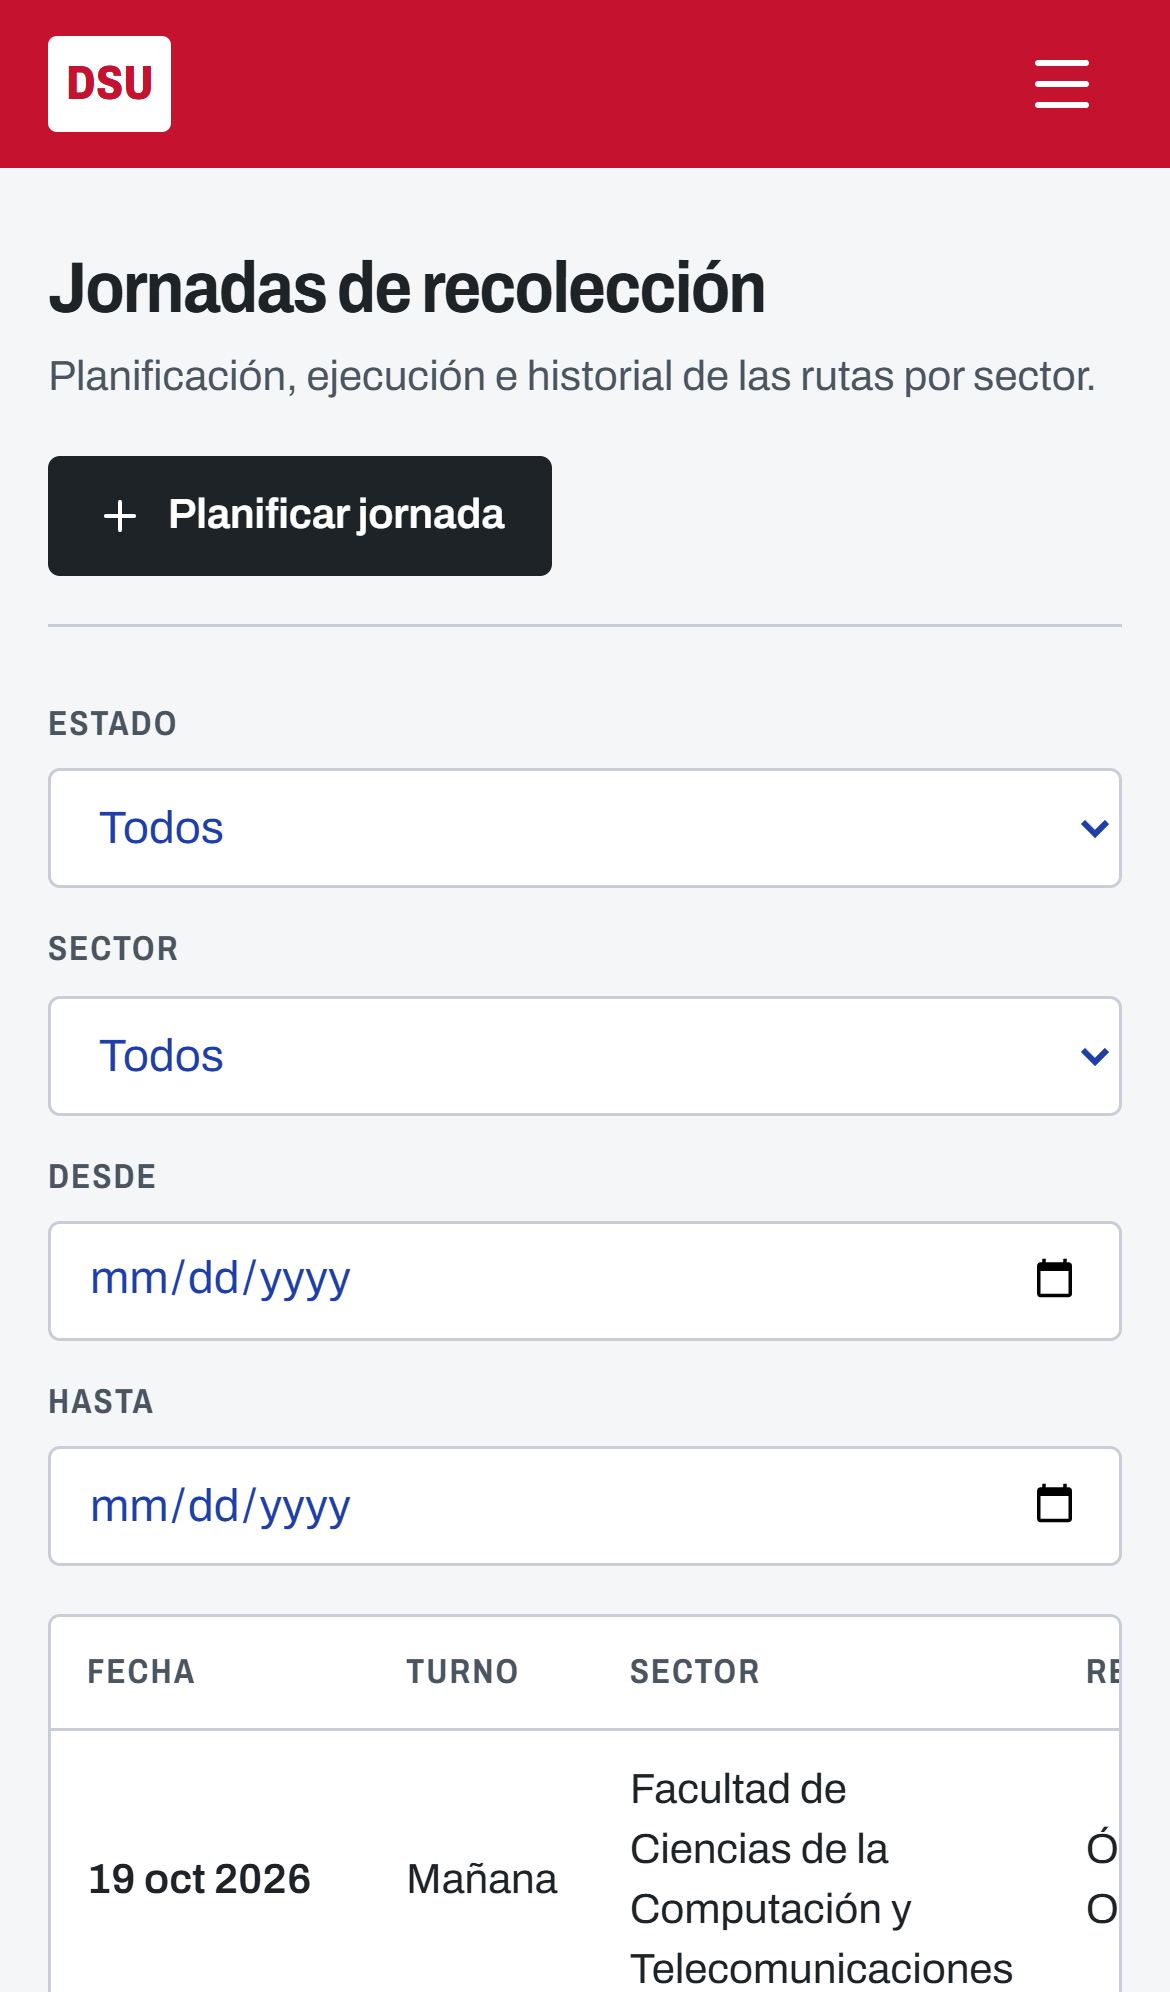 DSU
Jornadas de recolección
Planificación, ejecución e historial de las rutas por sector.
Planificar jornada
ESTADO
Todos
SECTOR
Todos
DESDE
mm/dd/yyyy
HASTA
mm/dd/yyyy
FECHA TURNO SECTOR
19 oct 2026 Mañana Facultad de
Ciencias de la
Computación y
Telecomunicaciones